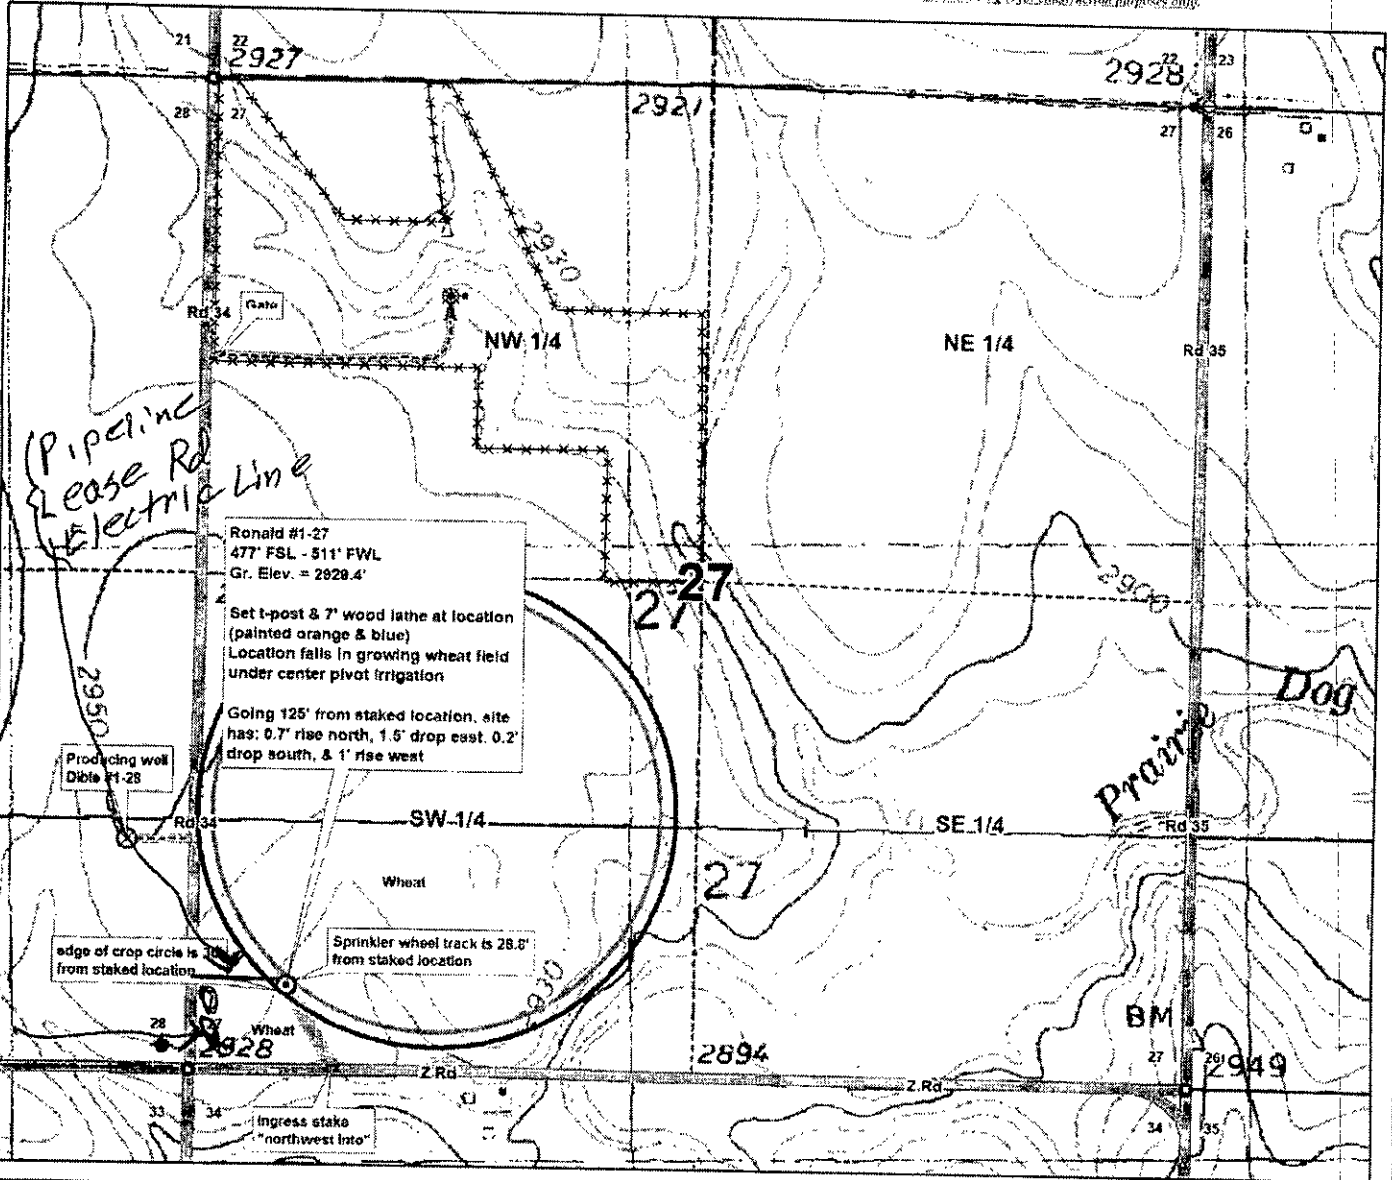 21 22
2927
2928
22 23
28 27
2921
27 26
2930
Rd 34
Gate
NW 1/4
NE 1/4
Rd 35
Pipeline
Lease Rd
Electric Line
Ronald #1-27
477' FSL - 511' FWL
Gr. Elev. = 2929.4'
Set t-post & 7' wood lathe at location
(painted orange & blue)
Location falls in growing wheat field
under center pivot irrigation
Going 125' from staked location, site
has: 0.7' rise north, 1.5' drop east, 0.2'
drop south, & 1' rise west
27
27
2900
2950
Prairie Dog
Producing well
Dible #1-28
Rd 34
SW 1/4
SE 1/4
Rd 35
Wheat
27
edge of crop circle is
from staked location
Sprinkler wheel track is 28.8'
from staked location
930
BM
28 27
Wheat
2928
2894
27 26
2949
Z Rd
Z Rd
33 34
Ingress stake
"northwest into"
34 35